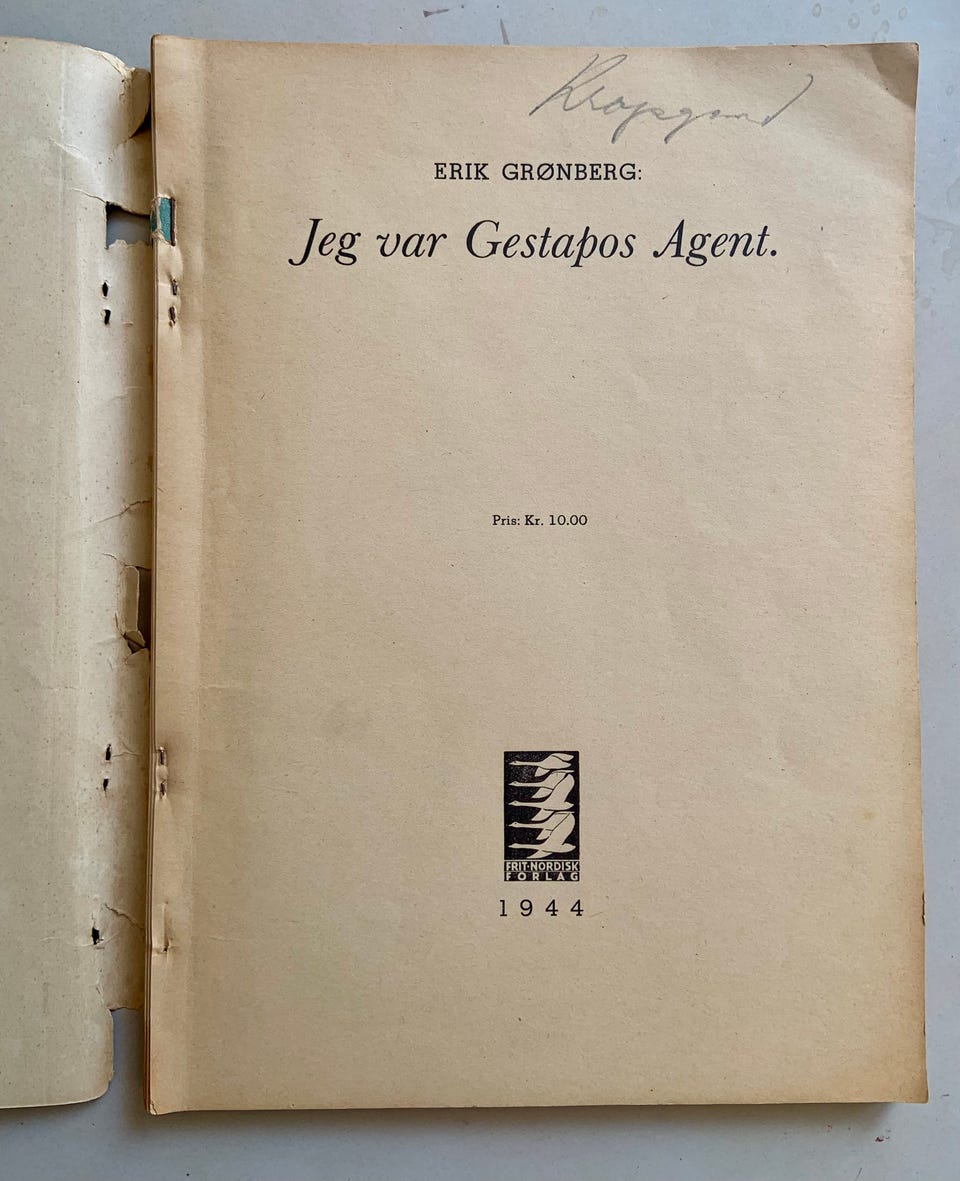 ERIK GRØNBERG:
Jeg var Gestapos Agent.
Pris: Kr. 10.00
FRIT·NORDISK
FORLAG
1944